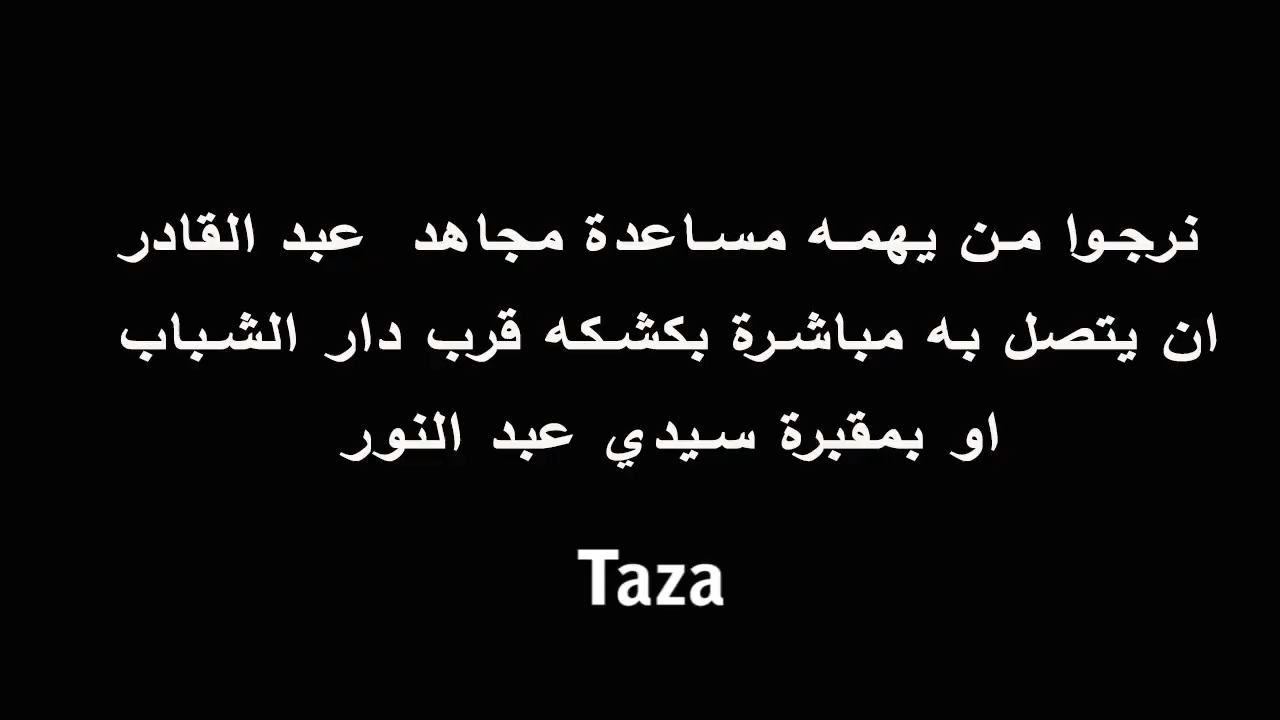 نرجوا من يهمه مساعدة مجاهد عبد القادر
ان يتصل به مباشرة بكشكه قرب دار الشباب
او بمقبرة سيدي عبد النور
Taza